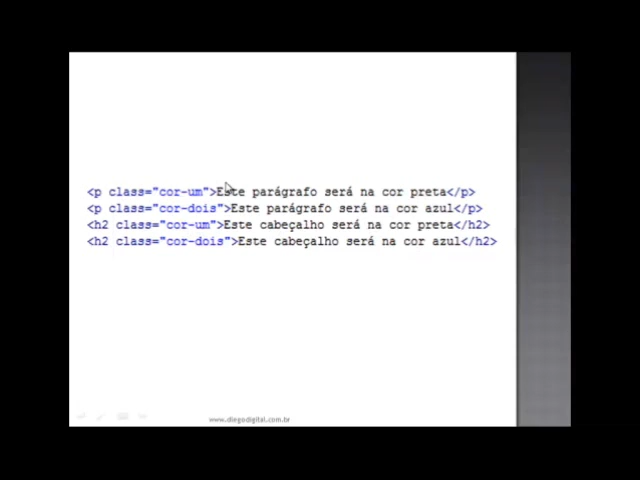 <p class="cor-um">Este parágrafo será na cor preta</p>
<p class="cor-dois">Este parágrafo será na cor azul</p>
<h2 class="cor-um">Este cabeçalho será na cor preta</h2>
<h2 class="cor-dois">Este cabeçalho será na cor azul</h2>
www.diegodigital.com.br